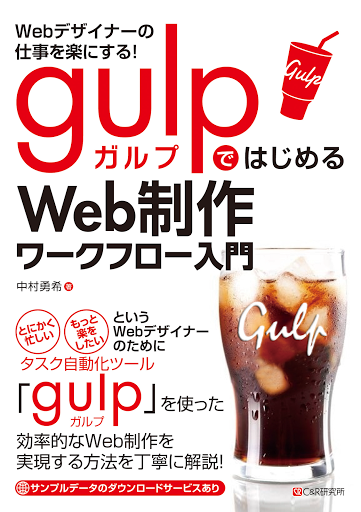 Webデザイナーの
仕事を楽にする!
Gulp
gulp
ガルプ
で はじめる
Web制作
ワークフロー入門
中村勇希 著
とにかく
忙しい
もっと
楽を
したい
という
Webデザイナー
のために
タスク自動化ツール
「gulp」を使った
ガルプ
効率的なWeb制作を
実現する方法を丁寧に解説!
サンプルデータのダウンロードサービスあり
Gulp
C&R研究所